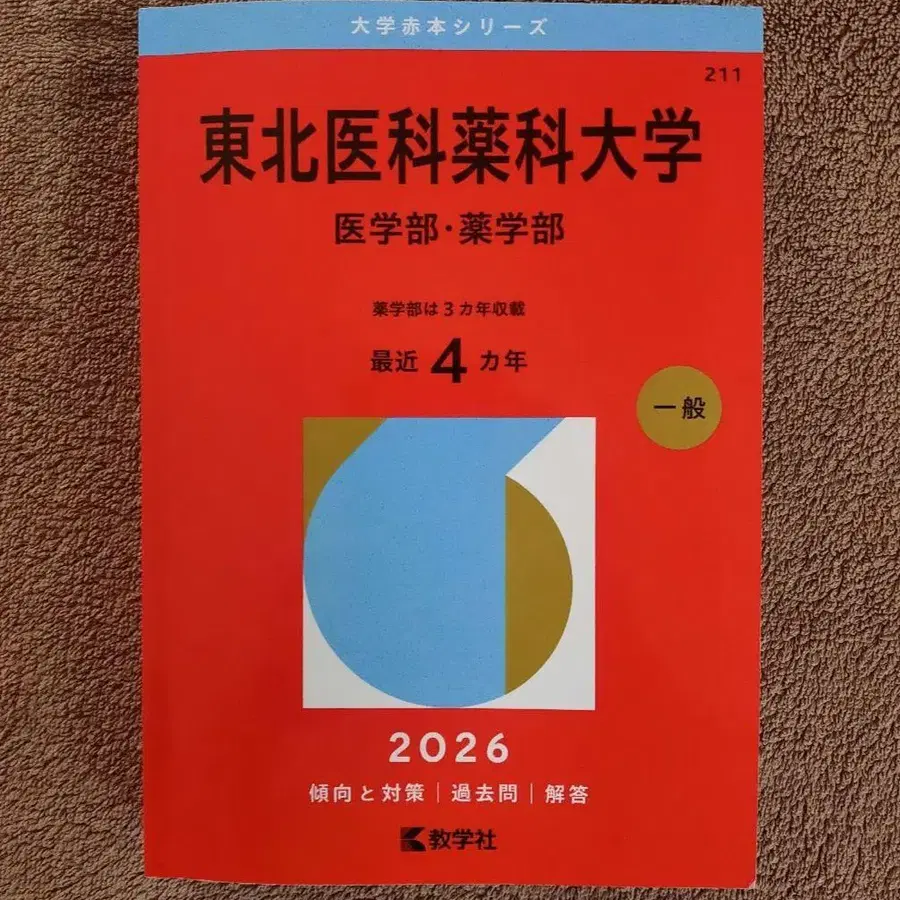 大学赤本シリーズ
211
東北医科薬科大学
医学部・薬学部
薬学部は3カ年収載
最近 4 カ年
一般
2026
傾向と対策｜過去問｜解答
教学社